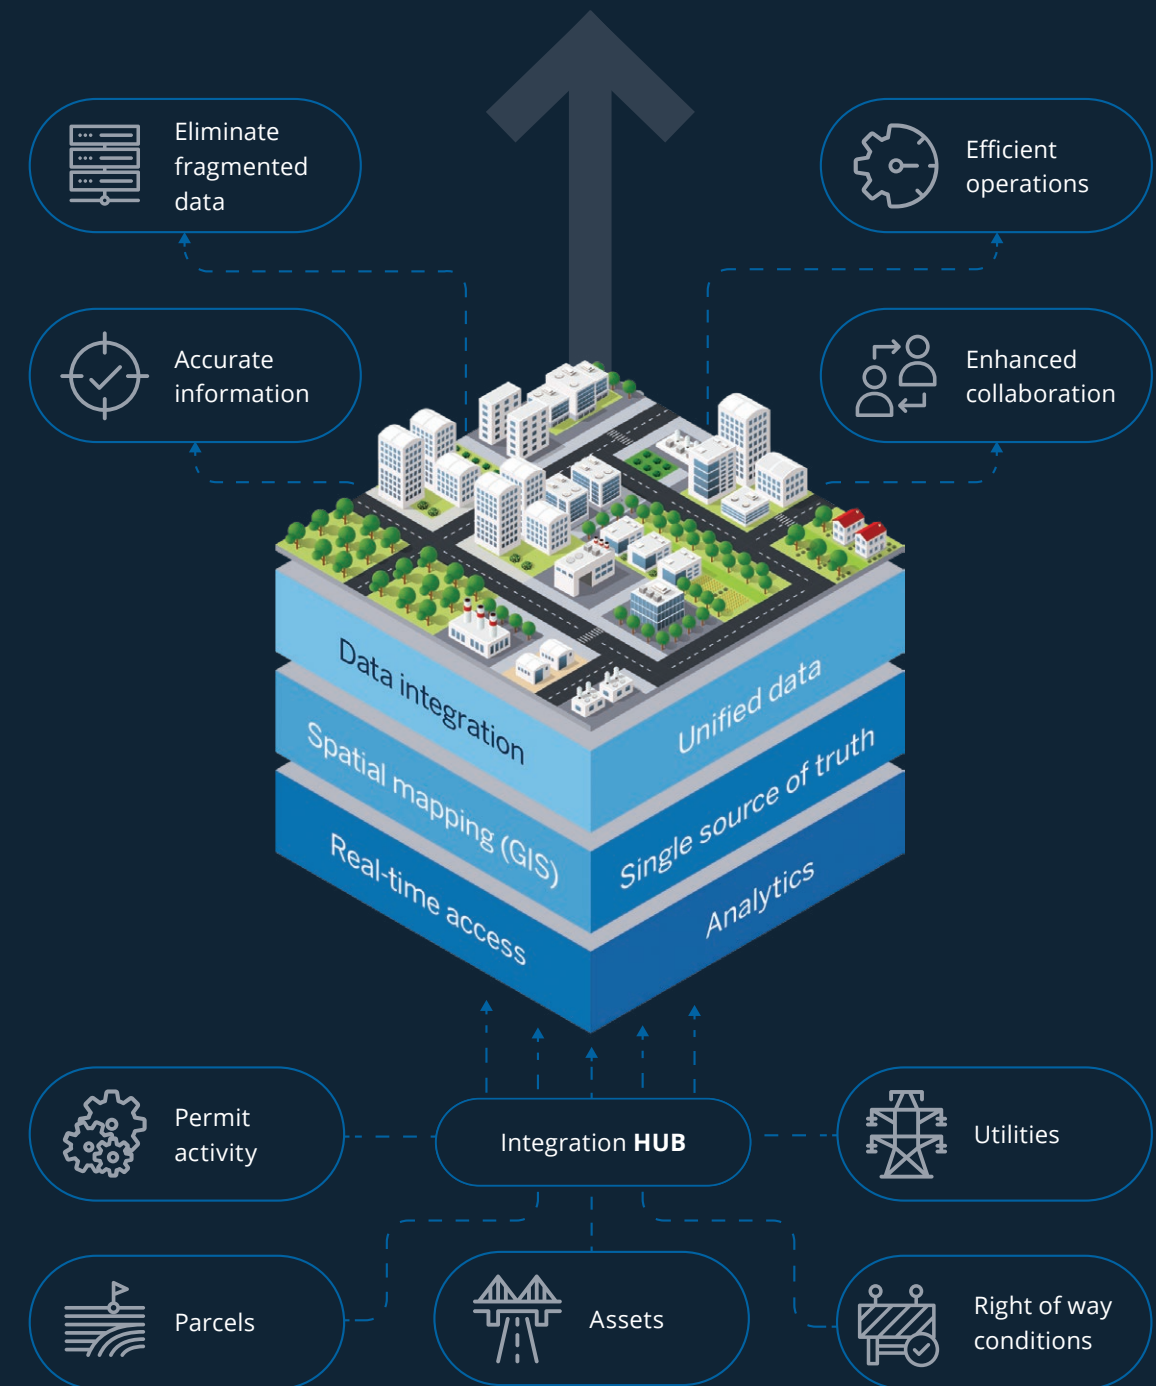 Eliminate
fragmented
data
Efficient
operations
Accurate
information
Enhanced
collaboration
Data integration
Unified data
Spatial mapping (GIS)
Single source of truth
Real-time access
Analytics
Permit
activity
Integration HUB
Utilities
Parcels
Assets
Right of way
conditions